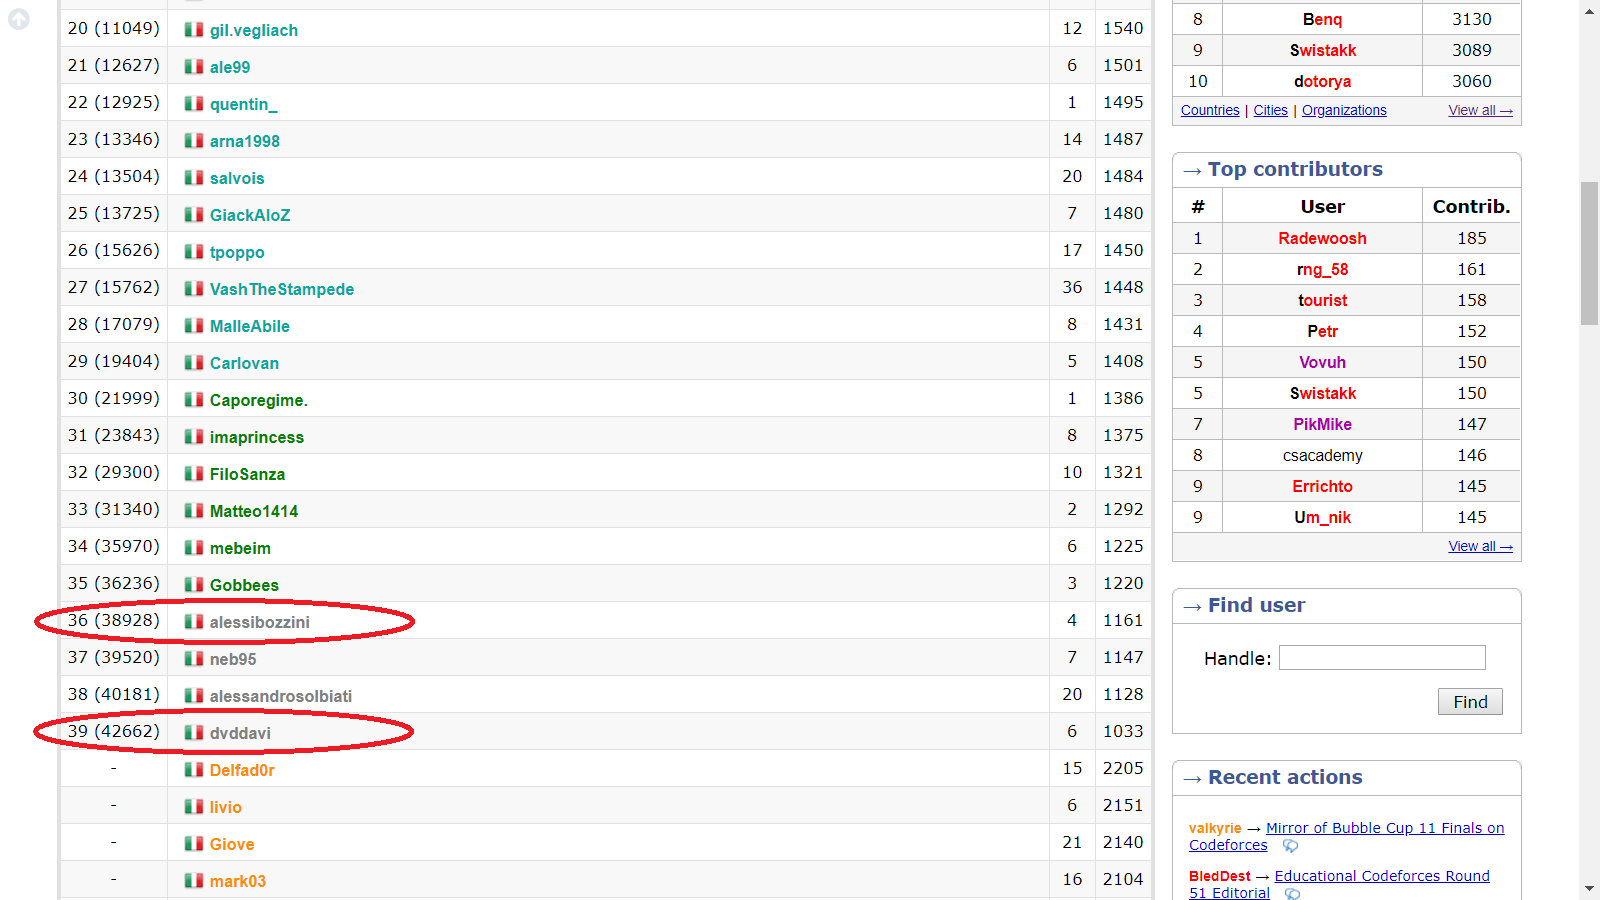 20 (11049) gil.vegliach 12 1540
21 (12627) ale99 6 1501
22 (12925) quentin_ 1 1495
23 (13346) arna1998 14 1487
24 (13504) salvois 20 1484
25 (13725) GiackAloZ 7 1480
26 (15626) tpoppo 17 1450
27 (15762) VashTheStampede 36 1448
28 (17079) MalleAbile 8 1431
29 (19404) Carlovan 5 1408
30 (21999) Caporegime. 1 1386
31 (23843) imaprincess 8 1375
32 (29300) FiloSanza 10 1321
33 (31340) Matteo1414 2 1292
34 (35970) mebeim 6 1225
35 (36236) Gobbees 3 1220
36 (38928) alessibozzini 4 1161
37 (39520) neb95 7 1147
38 (40181) alessandrosolbiati 20 1128
39 (42662) dvddavi 6 1033
- Delfad0r 15 2205
- livio 6 2151
- Giove 21 2140
- mark03 16 2104
8 Benq 3130
9 Swistakk 3089
10 dotorya 3060
Countries | Cities | Organizations View all →
→ Top contributors
# User Contrib.
1 Radewoosh 185
2 rng_58 161
3 tourist 158
4 Petr 152
5 Vovuh 150
5 Swistakk 150
7 PikMike 147
8 csacademy 146
9 Errichto 145
9 Um_nik 145
View all →
→ Find user
Handle:
Find
→ Recent actions
valkyrie → Mirror of Bubble Cup 11 Finals on
Codeforces
BledDest → Educational Codeforces Round
51 Editorial